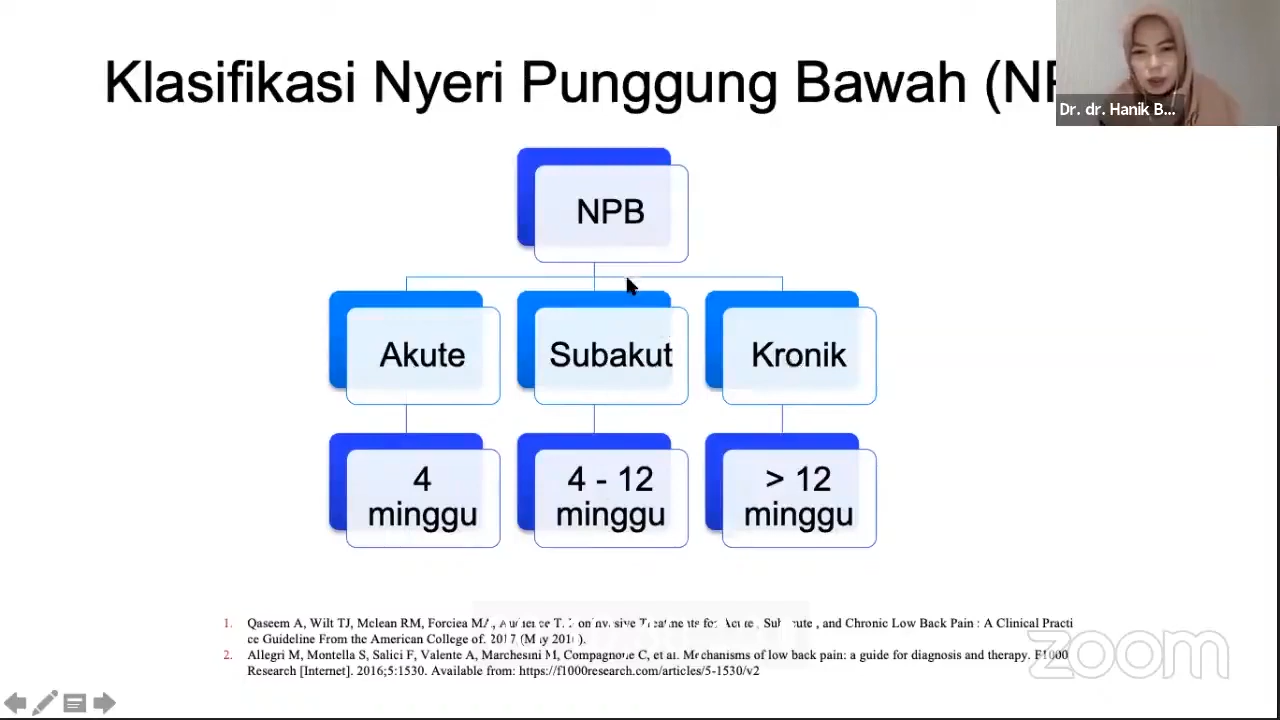 Klasifikasi Nyeri Punggung Bawah (NP
Dr. dr. Hanik B...
NPB
Akute
Subakut
Kronik
4
minggu
4 - 12
minggu
> 12
minggu
1. Qaseem A, Wilt TJ, Mclean RM, Forciea MA, for Acute, and Chronic Low Back Pain : A Clinical Practi
ce Guideline From the American College of. 2017
2. Allegri M, Montella S, Salici F, Valente A, Marchesini M, Compagnone C, et al. Mechanisms of low back pain: a guide for diagnosis and therapy. F1000
Research [Internet]. 2016;5:1530. Available from: https://f1000research.com/articles/5-1530/v2
zoom